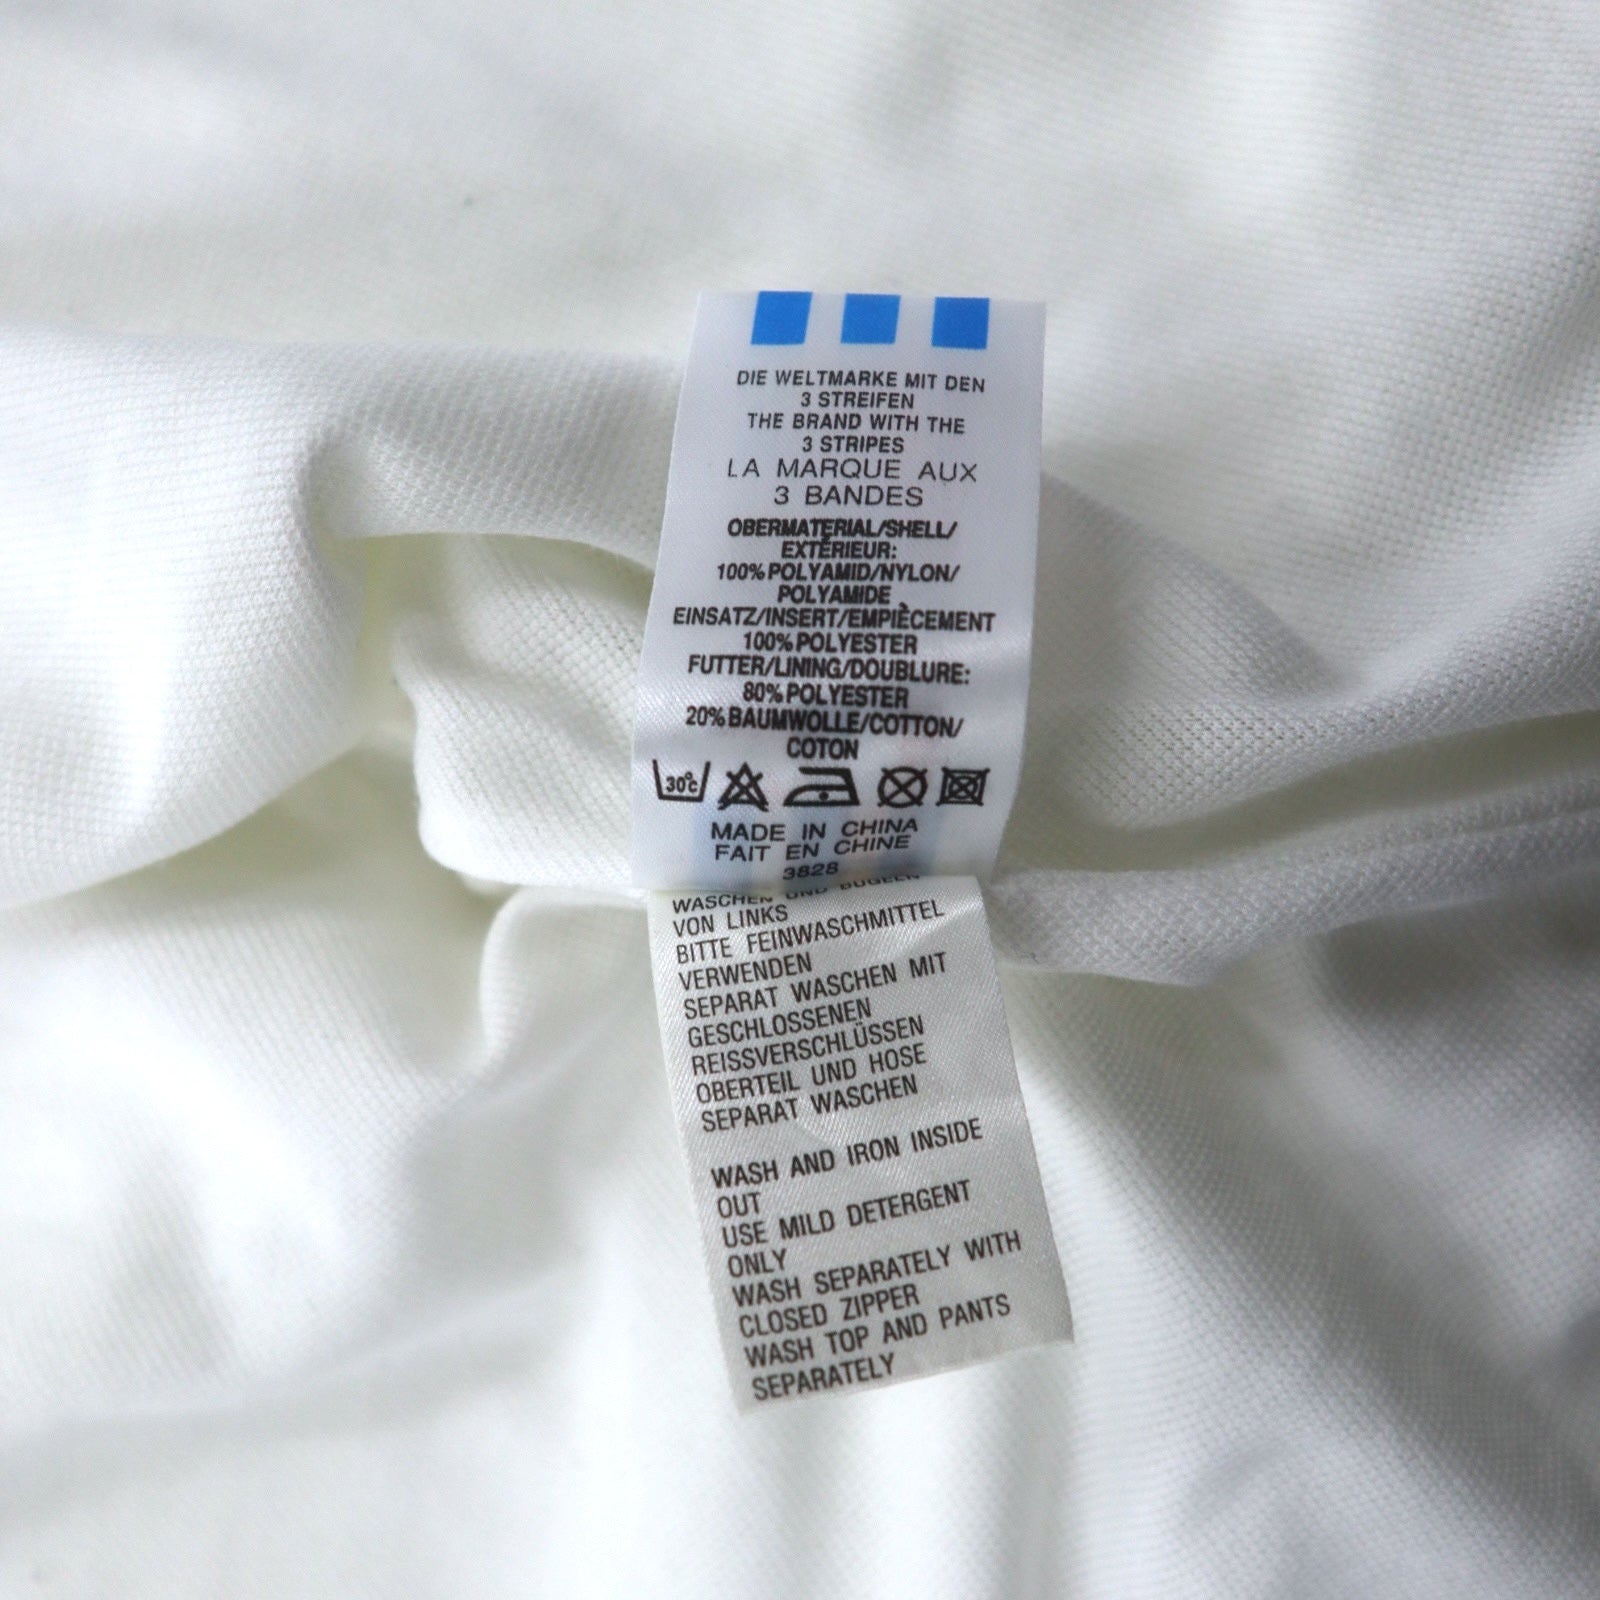 DIE WELTMARKE MIT DEN
3 STREIFEN
THE BRAND WITH THE
3 STRIPES
LA MARQUE AUX
3 BANDES
OBERMATERIAL/SHELL/
EXTÉRIEUR:
100% POLYAMID/NYLON/
POLYAMIDE
EINSATZ/INSERT/EMPIÈCEMENT
100% POLYESTER
FUTTER/LINING/DOUBLURE:
80% POLYESTER
20% BAUMWOLLE/COTTON/
COTON
30°C
MADE IN CHINA
FAIT EN CHINE
3828
WASCHEN UND BÜGELN
VON LINKS
BITTE FEINWASCHMITTEL
VERWENDEN
SEPARAT WASCHEN MIT
GESCHLOSSENEN
REISSVERSCHLÜSSEN
OBERTEIL UND HOSE
SEPARAT WASCHEN
WASH AND IRON INSIDE
OUT
USE MILD DETERGENT
ONLY
WASH SEPARATELY WITH
CLOSED ZIPPER
WASH TOP AND PANTS
SEPARATELY